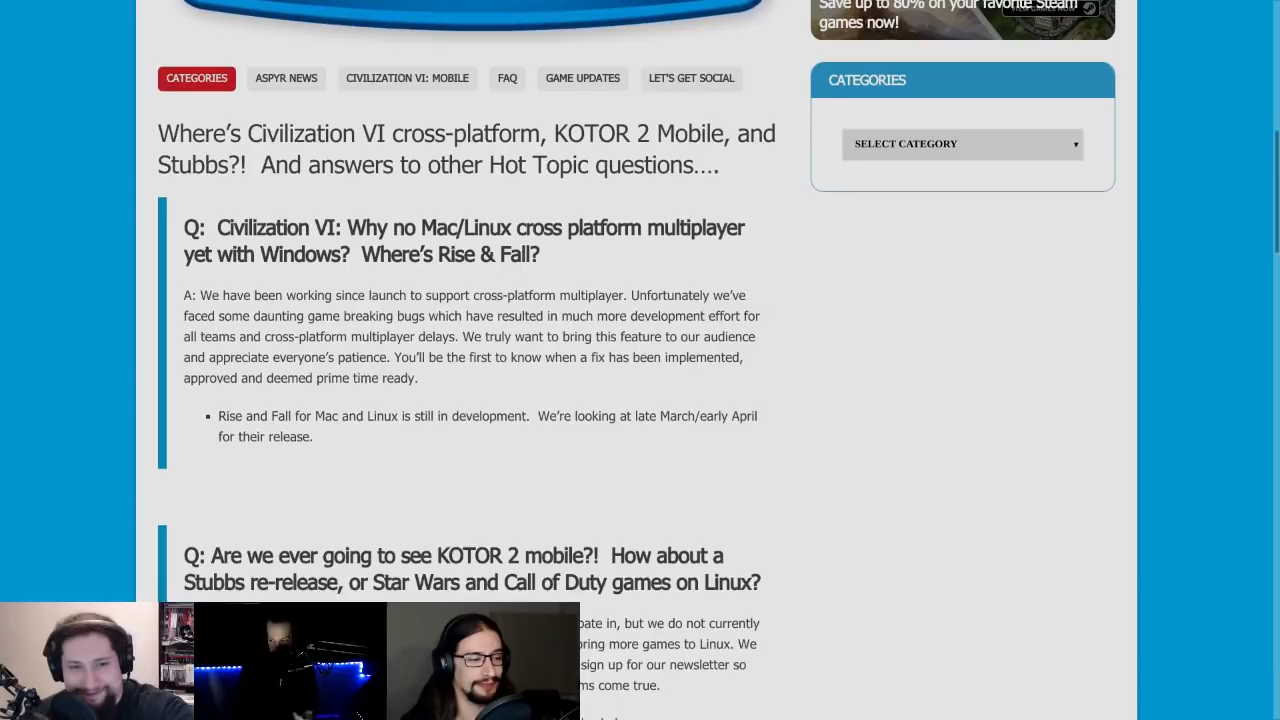 Save up to 80% on your favorite Steam
games now!
VIEW GAMES NOW
CATEGORIES
ASPYR NEWS
CIVILIZATION VI: MOBILE
FAQ
GAME UPDATES
LET'S GET SOCIAL
CATEGORIES
SELECT CATEGORY
Where’s Civilization VI cross-platform, KOTOR 2 Mobile, and
Stubbs?!  And answers to other Hot Topic questions….
Q:  Civilization VI: Why no Mac/Linux cross platform multiplayer
yet with Windows?  Where’s Rise & Fall?
A: We have been working since launch to support cross-platform multiplayer. Unfortunately we’ve
faced some daunting game breaking bugs which have resulted in much more development effort for
all teams and cross-platform multiplayer delays. We truly want to bring this feature to our audience
and appreciate everyone’s patience. You’ll be the first to know when a fix has been implemented,
approved and deemed prime time ready.
Rise and Fall for Mac and Linux is still in development.  We’re looking at late March/early April
for their release.
Q: Are we ever going to see KOTOR 2 mobile?!  How about a
Stubbs re-release, or Star Wars and Call of Duty games on Linux?
pate in, but we do not currently
bring more games to Linux. We
sign up for our newsletter so
ms come true.